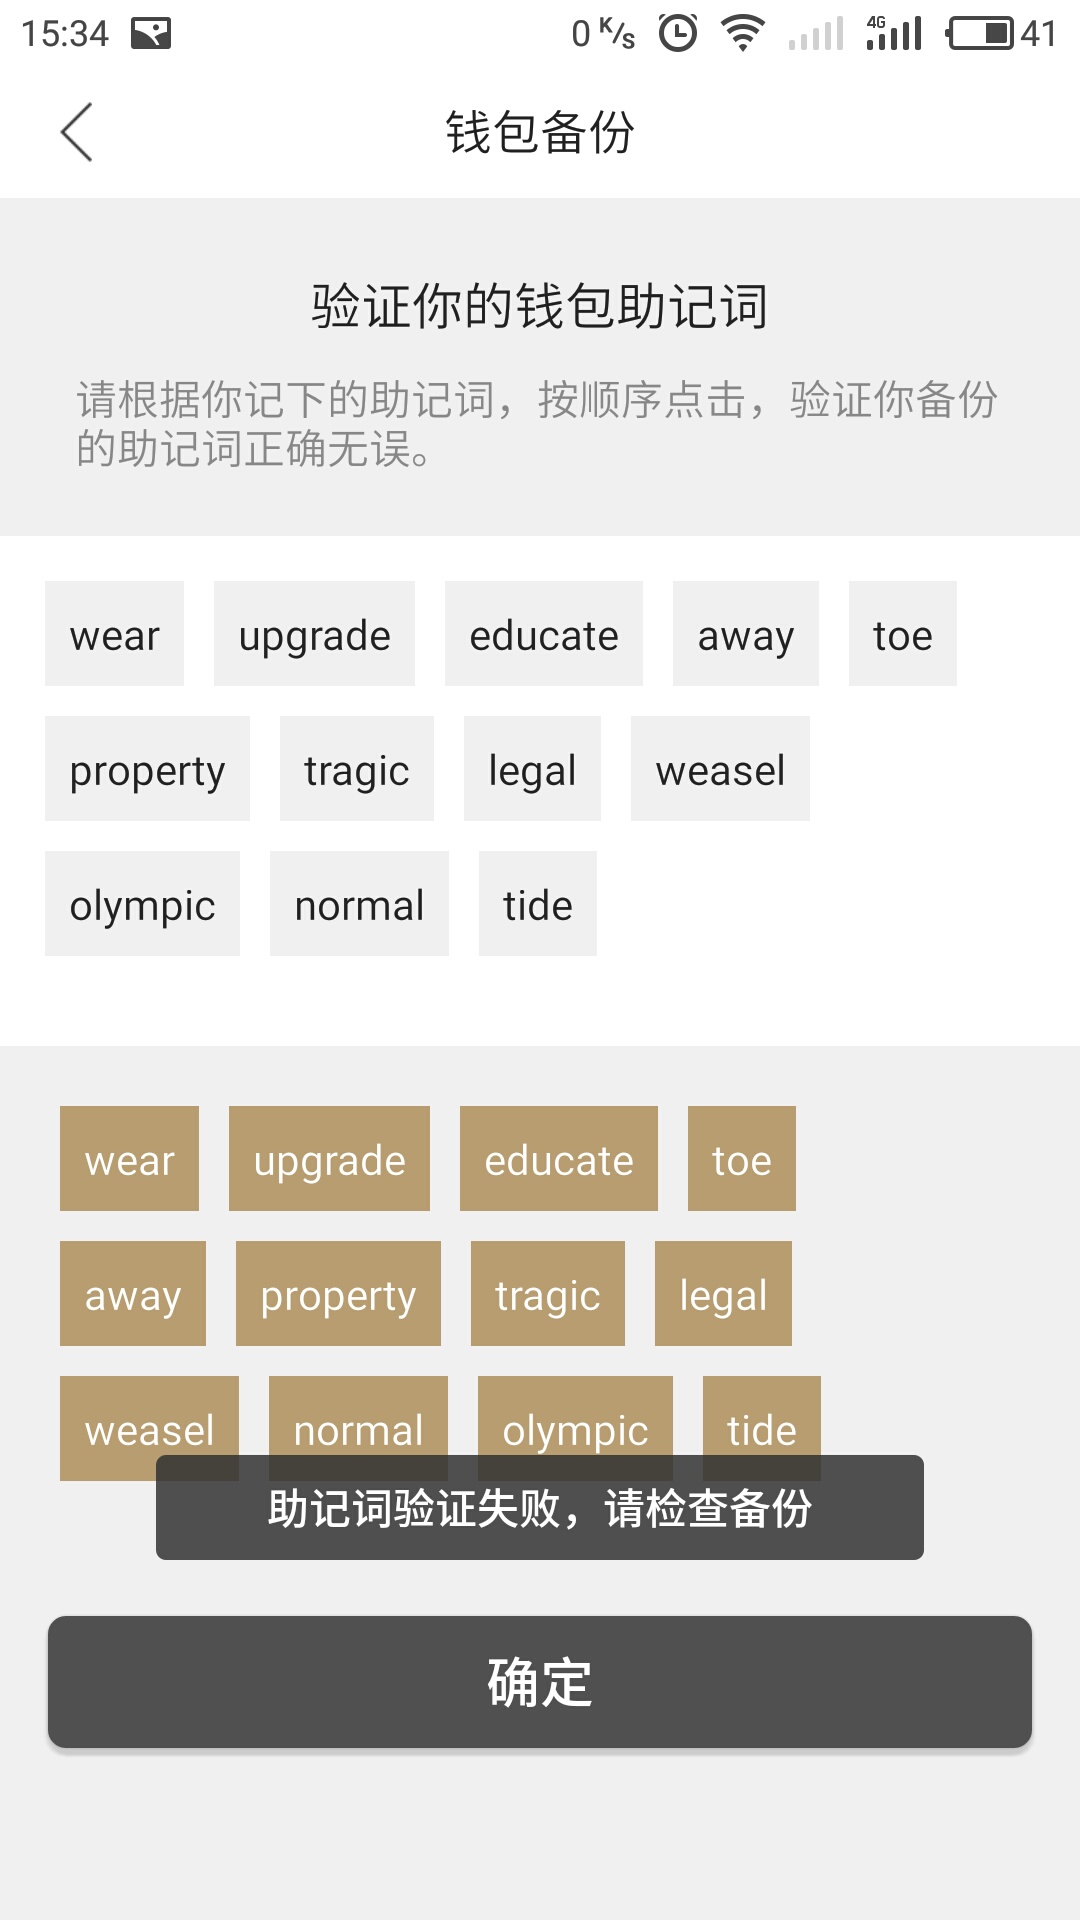 15:34 0 K/s 4G 41
钱包备份
验证你的钱包助记词
请根据你记下的助记词，按顺序点击，验证你备份
的助记词正确无误。
wear upgrade educate away toe
property tragic legal weasel
olympic normal tide
wear upgrade educate toe
away property tragic legal
weasel normal olympic tide
助记词验证失败，请检查备份
确定